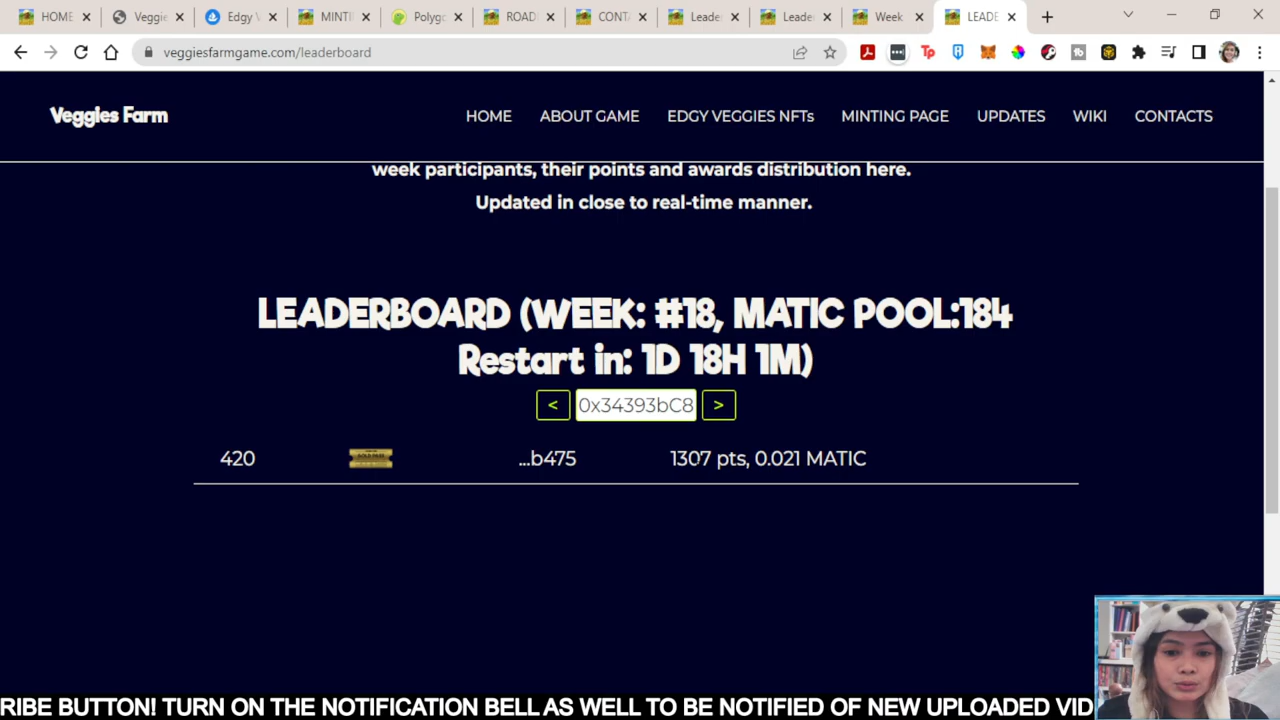 HOME
Veggie
Edgy V
MINTI
Polygo
ROAD
CONT
Leade
Leade
Week
LEADE
veggiesfarmgame.com/leaderboard
Veggies Farm
HOME
ABOUT GAME
EDGY VEGGIES NFTs
MINTING PAGE
UPDATES
WIKI
CONTACTS
week participants, their points and awards distribution here.
Updated in close to real-time manner.
LEADERBOARD (WEEK: #18, MATIC POOL:184
Restart in: 1D 18H 1M)
<
0x34393bC8
>
420
GOLD PASS
...b475
1307 pts, 0.021 MATIC
RIBE BUTTON! TURN ON THE NOTIFICATION BELL AS WELL TO BE NOTIFIED OF NEW UPLOADED VID